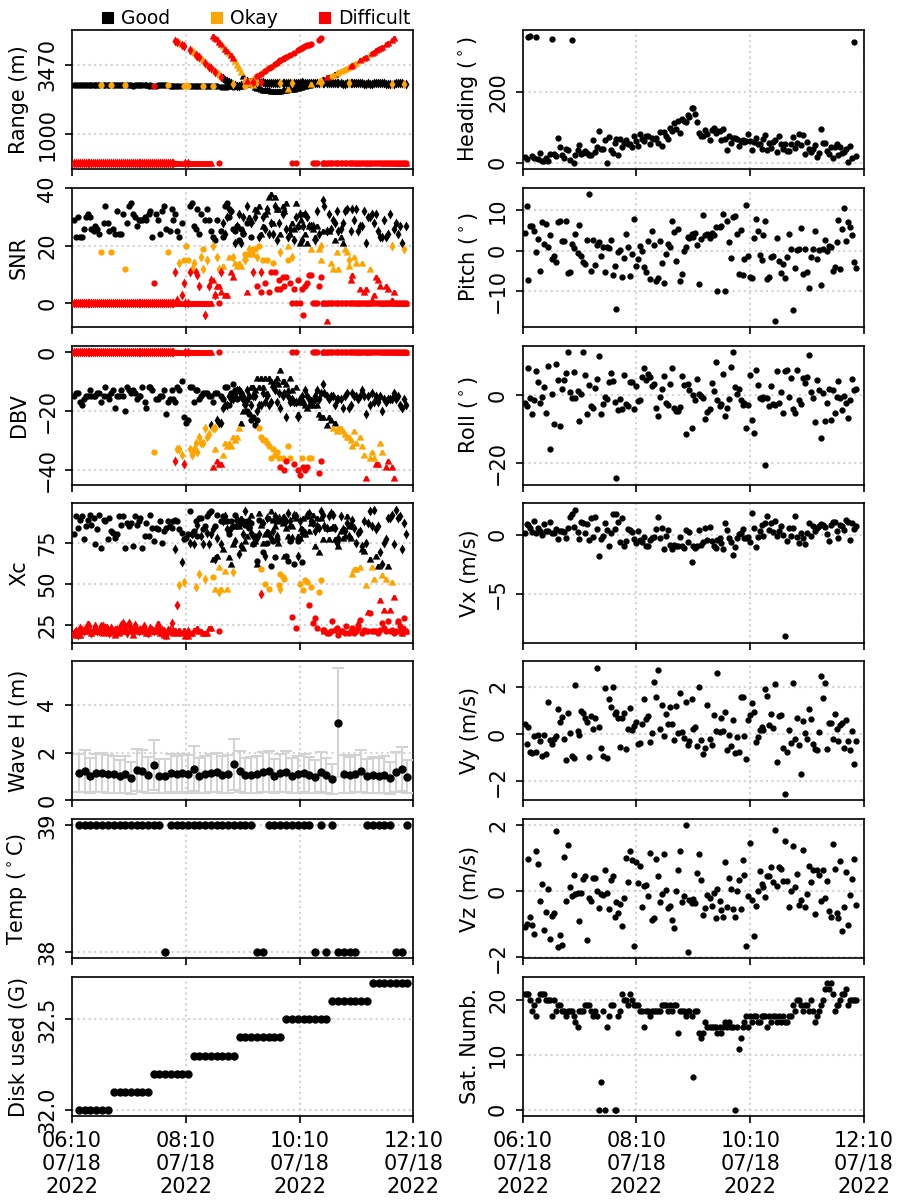 Good Okay Difficult
Range (m)
3470
1000
Heading (°)
200
0
SNR
40
20
0
Pitch (°)
10
0
−10
DBV
0
−20
−40
Roll (°)
0
−20
Xc
75
50
25
Vx (m/s)
0
−5
Wave H (m)
4
2
0
Vy (m/s)
2
0
−2
Temp (°C)
39
38
Vz (m/s)
2
0
−2
Disk used (G)
32.5
32.0
Sat. Numb.
20
10
0
06:10 08:10 10:10 12:10
07/18 07/18 07/18 07/18
2022 2022 2022 2022
06:10 08:10 10:10 12:10
07/18 07/18 07/18 07/18
2022 2022 2022 2022